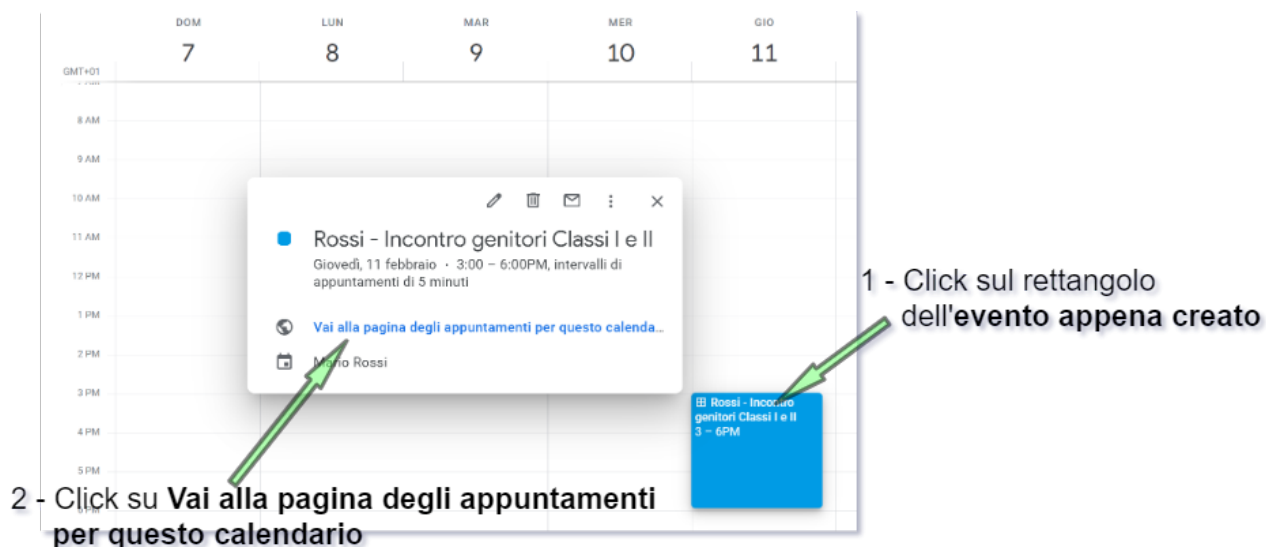 DOM LUN MAR MER GIO
7 8 9 10 11
GMT+01
8 AM
9 AM
10 AM
11 AM
12 PM
1 PM
2 PM
3 PM
4 PM
5 PM
Rossi - Incontro genitori Classi I e II
Giovedì, 11 febbraio · 3:00 – 6:00PM, intervalli di
appuntamenti di 5 minuti
Vai alla pagina degli appuntamenti per questo calenda...
Mario Rossi
1 - Click sul rettangolo
dell'evento appena creato
Rossi - Incontro
genitori Classi I e II
3 – 6PM
2 - Click su Vai alla pagina degli appuntamenti
per questo calendario